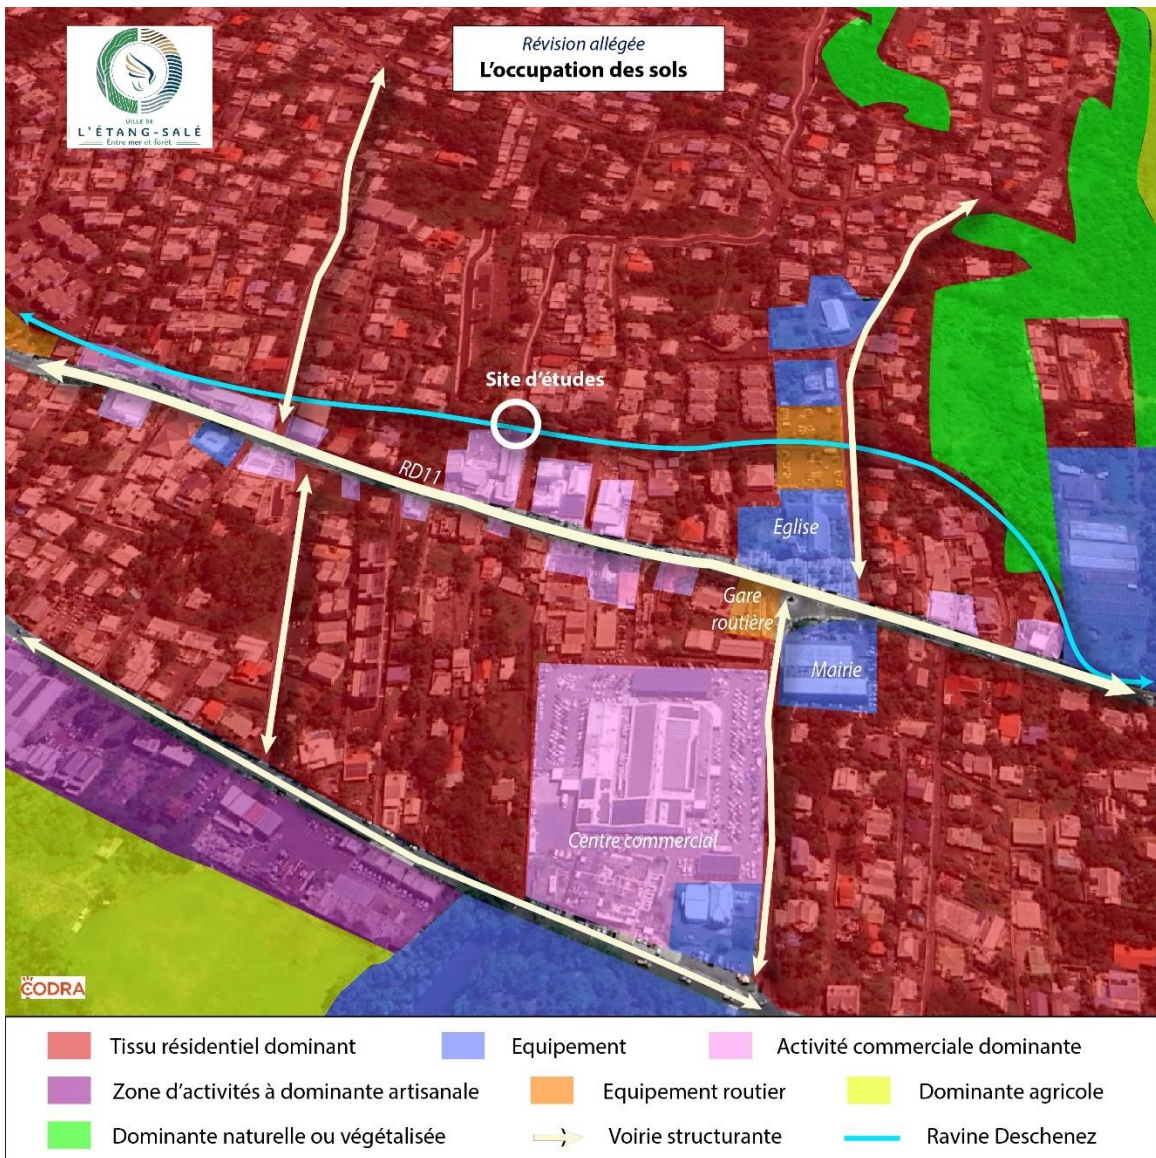 Révision allégée
L'occupation des sols
VILLE DE
L'ÉTANG-SALÉ
Entre mer et forêt
Site d'études
RD11
Eglise
Gare
routière
Mairie
Centre commercial
CODRA
Tissu résidentiel dominant
Equipement
Activité commerciale dominante
Zone d'activités à dominante artisanale
Equipement routier
Dominante agricole
Dominante naturelle ou végétalisée
Voirie structurante
Ravine Deschenez